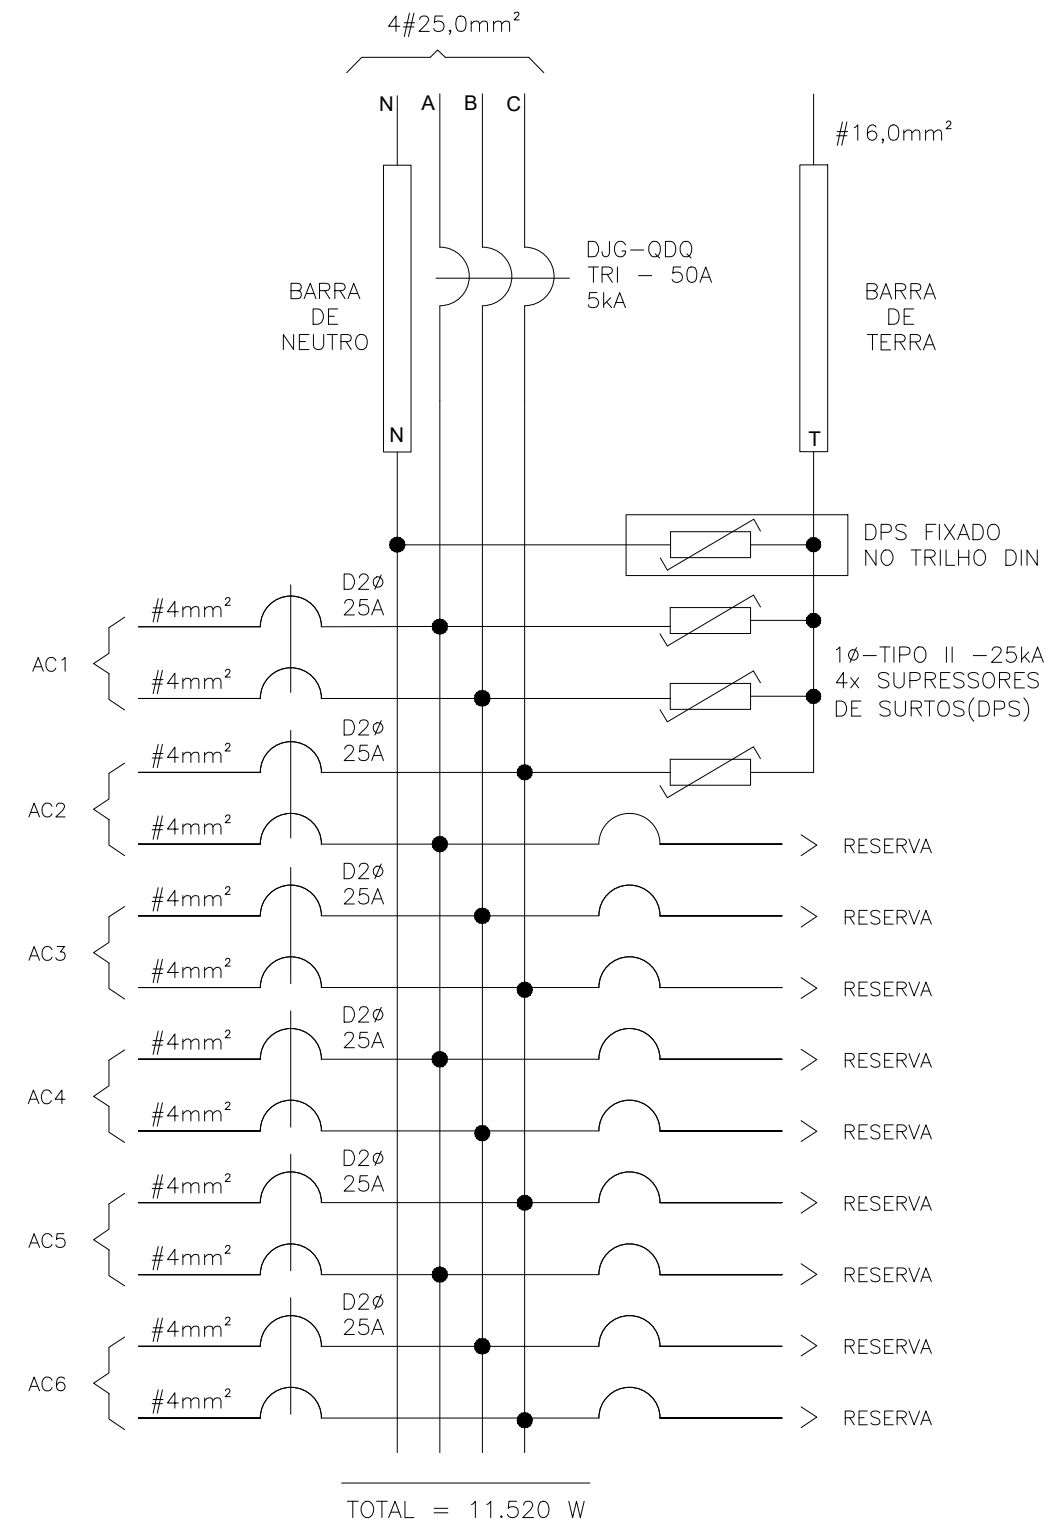 4#25,0mm²
N A B C
#16,0mm²
DJG-QDQ
TRI - 50A
5kA
BARRA
DE
NEUTRO
BARRA
DE
TERRA
N
T
DPS FIXADO
NO TRILHO DIN
D2ø
25A
#4mm²
AC1
#4mm²
1ø-TIPO II -25kA
4x SUPRESSORES
DE SURTOS(DPS)
D2ø
25A
#4mm²
AC2
#4mm²
RESERVA
D2ø
25A
#4mm²
RESERVA
AC3
#4mm²
RESERVA
D2ø
25A
#4mm²
RESERVA
AC4
#4mm²
RESERVA
D2ø
25A
#4mm²
RESERVA
AC5
#4mm²
RESERVA
D2ø
25A
#4mm²
RESERVA
AC6
#4mm²
RESERVA
TOTAL = 11.520 W